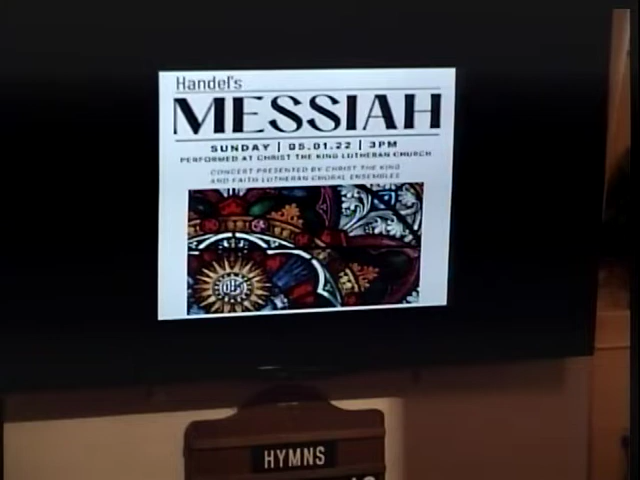 Handel's
MESSIAH
SUNDAY | 05.01.22 | 3PM
PERFORMED AT CHRIST THE KING LUTHERAN CHURCH
CONCERT PRESENTED BY CHRIST THE KING
AND FAITH LUTHERAN CHORAL ENSEMBLES
HYMNS